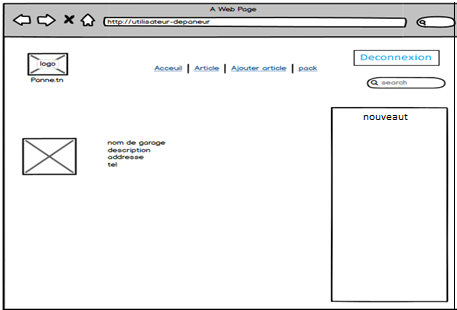 A Web Page
http://utilisateur-depaneur
logo
Panne.tn
Acceuil | Article | Ajouter article | pack
Deconnexion
search
nouveaut
nom de garage
description
addresse
tel